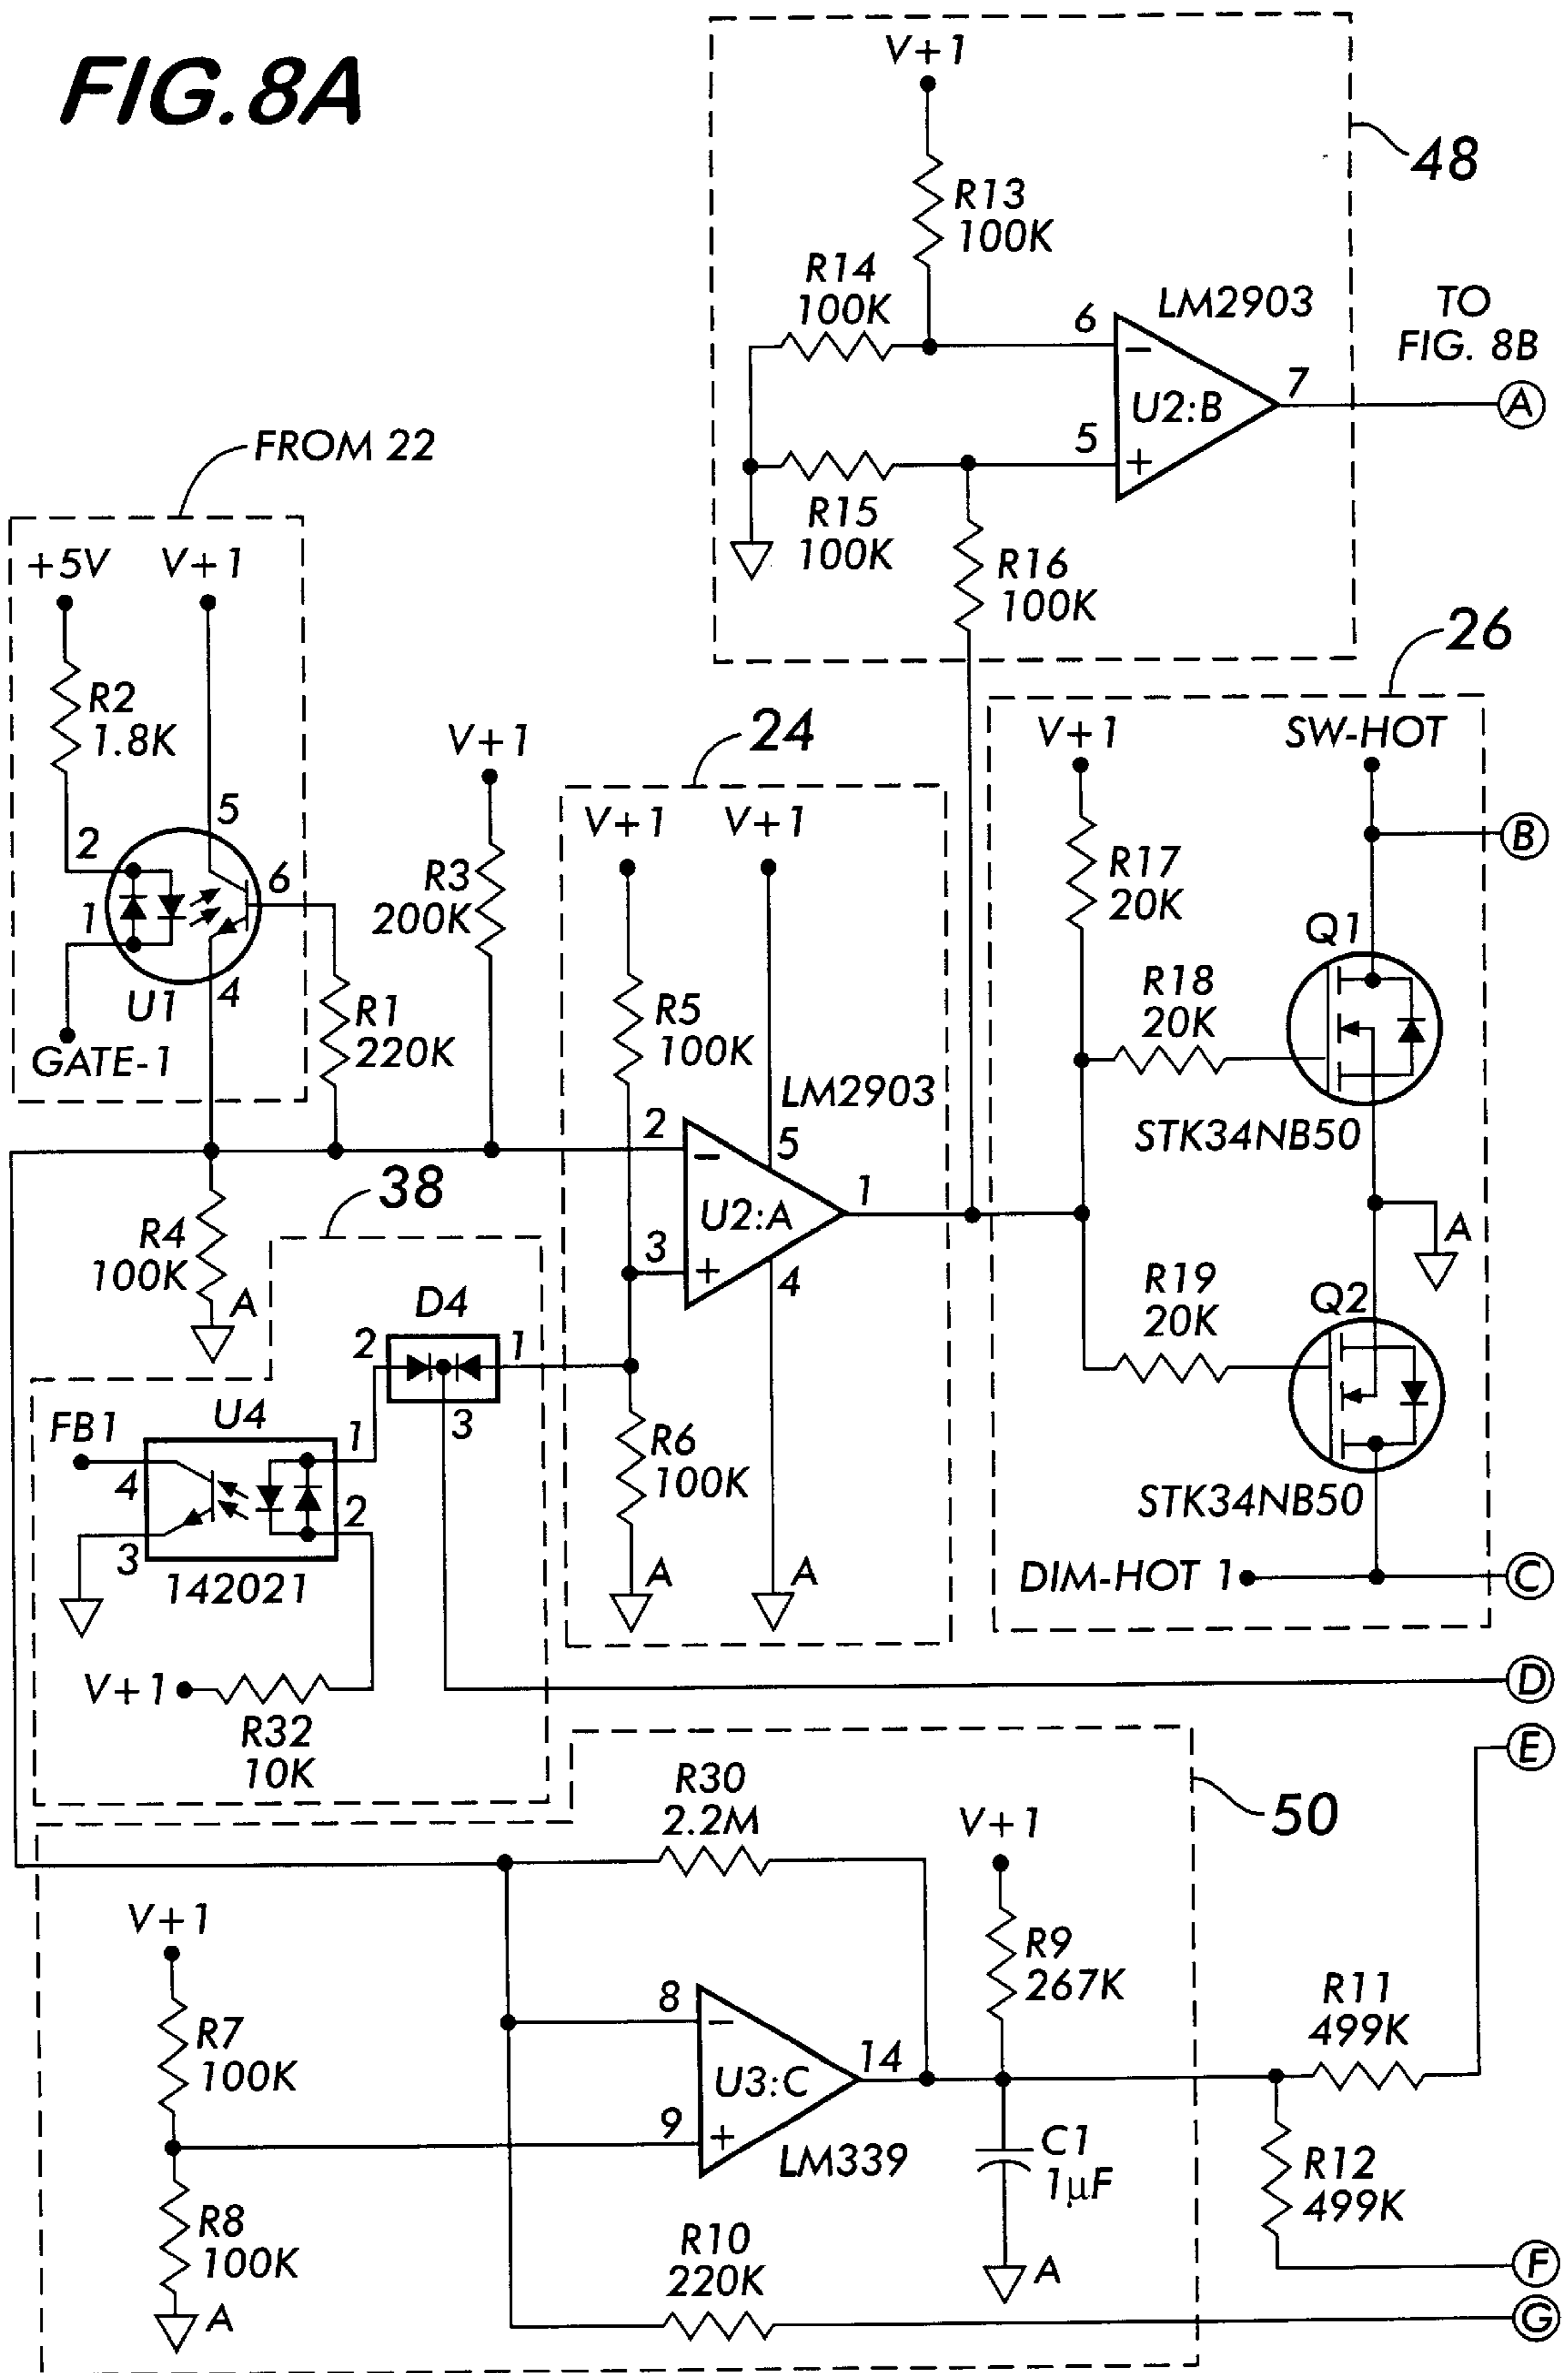 FIG.8A
V+1
48
R13
100K
R14
100K
LM2903
TO
FIG. 8B
6
−
U2:B
7
A
5
+
R15
100K
R16
100K
FROM 22
+5V
V+1
R2
1.8K
5
2
6
1
U1
4
GATE-1
R1
220K
V+1
R3
200K
24
V+1
V+1
R5
100K
LM2903
2
−
5
U2:A
1
3
+
4
R6
100K
A
A
26
V+1
SW-HOT
B
R17
20K
Q1
R18
20K
STK34NB50
A
R19
20K
Q2
STK34NB50
DIM-HOT 1
C
R4
100K
A
38
D4
2
1
3
FB1
U4
1
4
2
3
142021
V+1
R32
10K
D
E
50
R30
2.2M
V+1
V+1
R9
267K
R7
100K
8
−
U3:C
14
9
+
LM339
R11
499K
C1
1µF
R12
499K
R8
100K
A
R10
220K
A
F
G